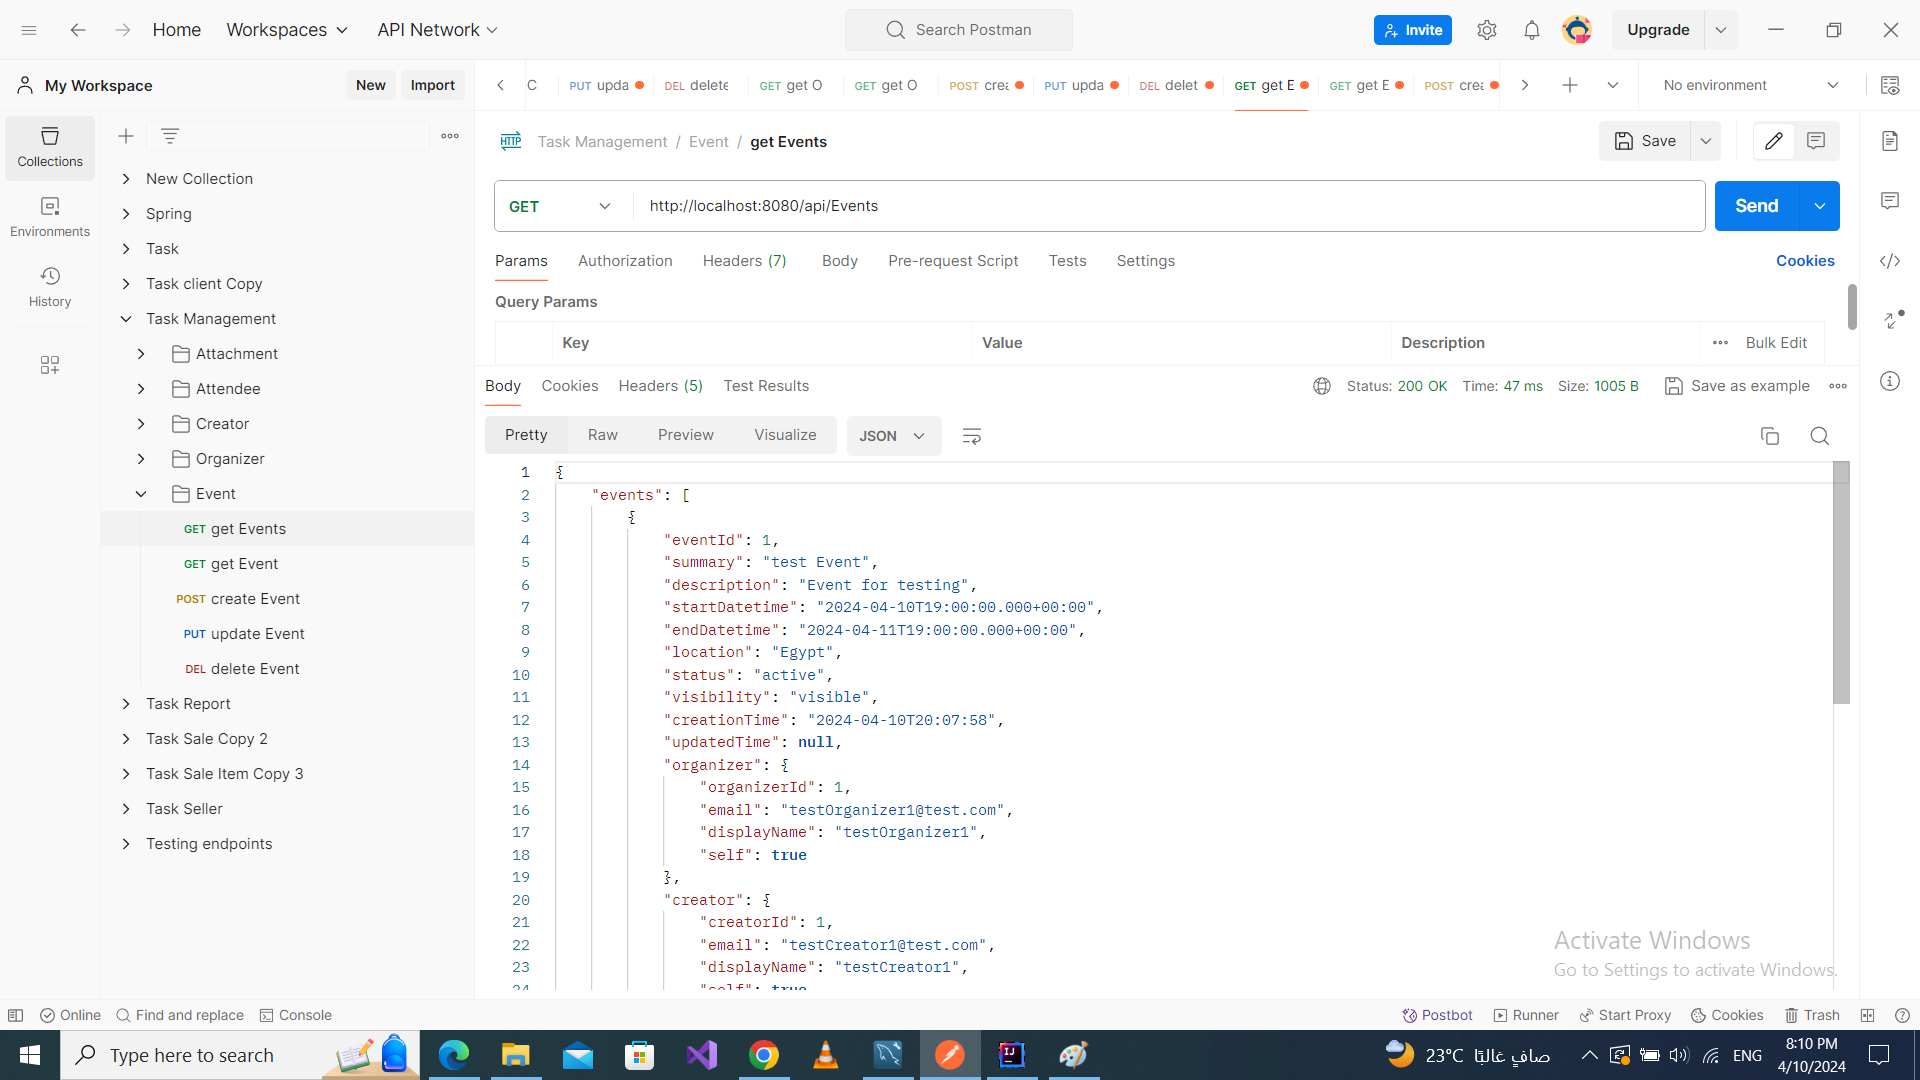 Home Workspaces API Network Search Postman Invite Upgrade
My Workspace New Import
PUT upda DEL delete GET get O GET get O POST crea PUT upda DEL delet GET get E GET get E POST crea No environment
Collections
Environments
History
New Collection
Spring
Task
Task client Copy
Task Management
Attachment
Attendee
Creator
Organizer
Event
GET get Events
GET get Event
POST create Event
PUT update Event
DEL delete Event
Task Report
Task Sale Copy 2
Task Sale Item Copy 3
Task Seller
Testing endpoints
HTTP Task Management / Event / get Events Save
GET http://localhost:8080/api/Events Send
Params Authorization Headers (7) Body Pre-request Script Tests Settings Cookies
Query Params
Key Value Description Bulk Edit
Body Cookies Headers (5) Test Results Status: 200 OK Time: 47 ms Size: 1005 B Save as example
Pretty Raw Preview Visualize JSON
1 {
2 "events": [
3 {
4 "eventId": 1,
5 "summary": "test Event",
6 "description": "Event for testing",
7 "startDatetime": "2024-04-10T19:00:00.000+00:00",
8 "endDatetime": "2024-04-11T19:00:00.000+00:00",
9 "location": "Egypt",
10 "status": "active",
11 "visibility": "visible",
12 "creationTime": "2024-04-10T20:07:58",
13 "updatedTime": null,
14 "organizer": {
15 "organizerId": 1,
16 "email": "testOrganizer1@test.com",
17 "displayName": "testOrganizer1",
18 "self": true
19 },
20 "creator": {
21 "creatorId": 1,
22 "email": "testCreator1@test.com",
23 "displayName": "testCreator1",
24 "self": true
Activate Windows
Go to Settings to activate Windows.
Online Find and replace Console Postbot Runner Start Proxy Cookies Trash
Type here to search 23°C صافٍ غالبًا ENG 8:10 PM
4/10/2024